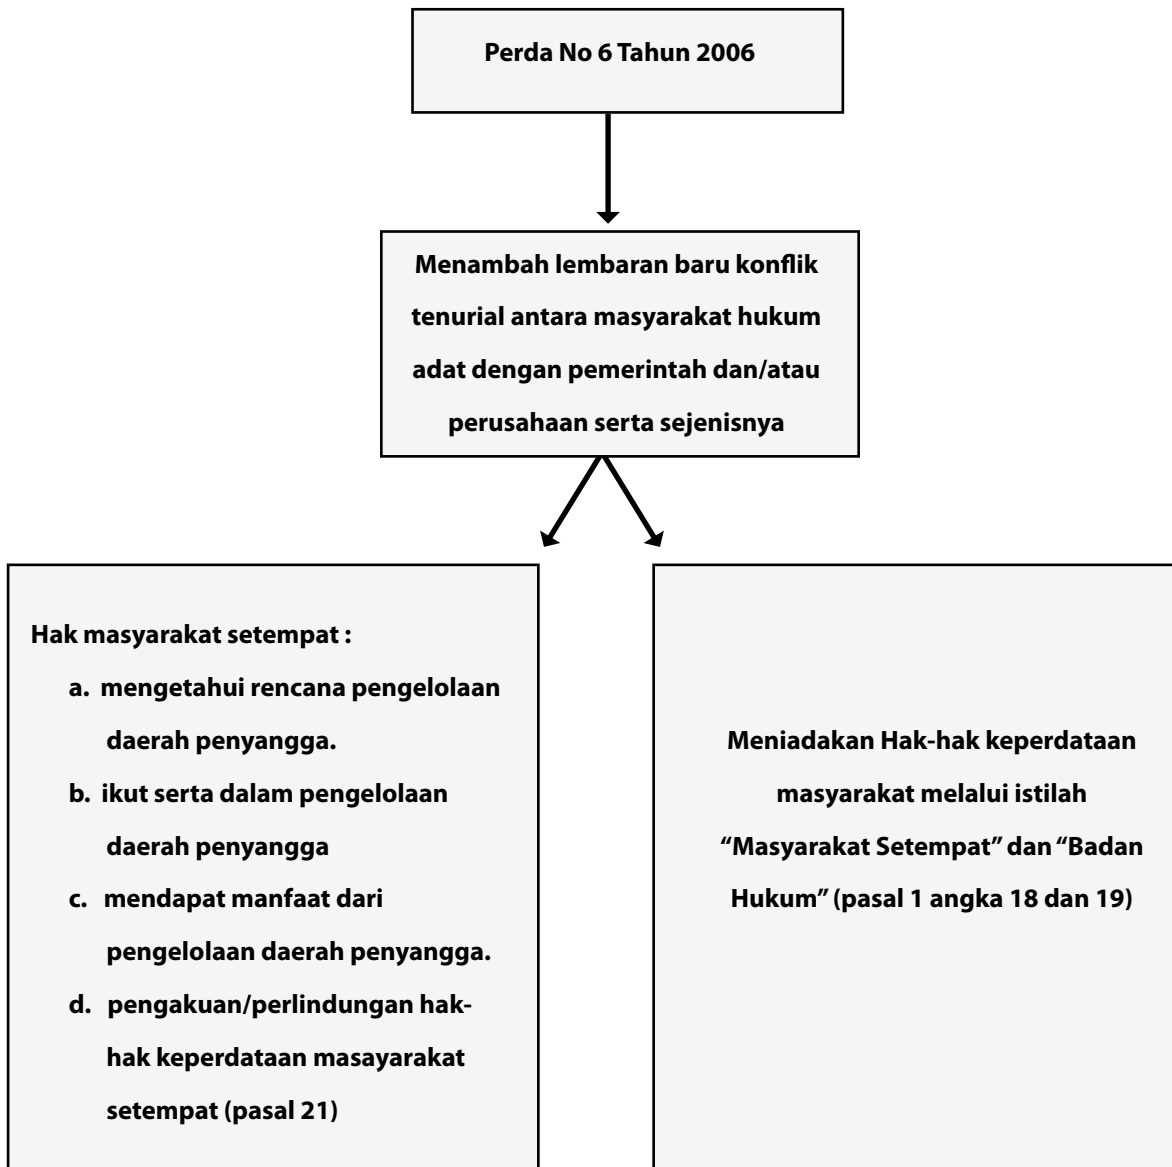 Perda No 6 Tahun 2006
Menambah lembaran baru konflik
tenurial antara masyarakat hukum
adat dengan pemerintah dan/atau
perusahaan serta sejenisnya
Hak masyarakat setempat :
a. mengetahui rencana pengelolaan
daerah penyangga.
b. ikut serta dalam pengelolaan
daerah penyangga
c. mendapat manfaat dari
pengelolaan daerah penyangga.
d. pengakuan/perlindungan hak-
hak keperdataan masayarakat
setempat (pasal 21)
Meniadakan Hak-hak keperdataan
masyarakat melalui istilah
“Masyarakat Setempat” dan “Badan
Hukum” (pasal 1 angka 18 dan 19)